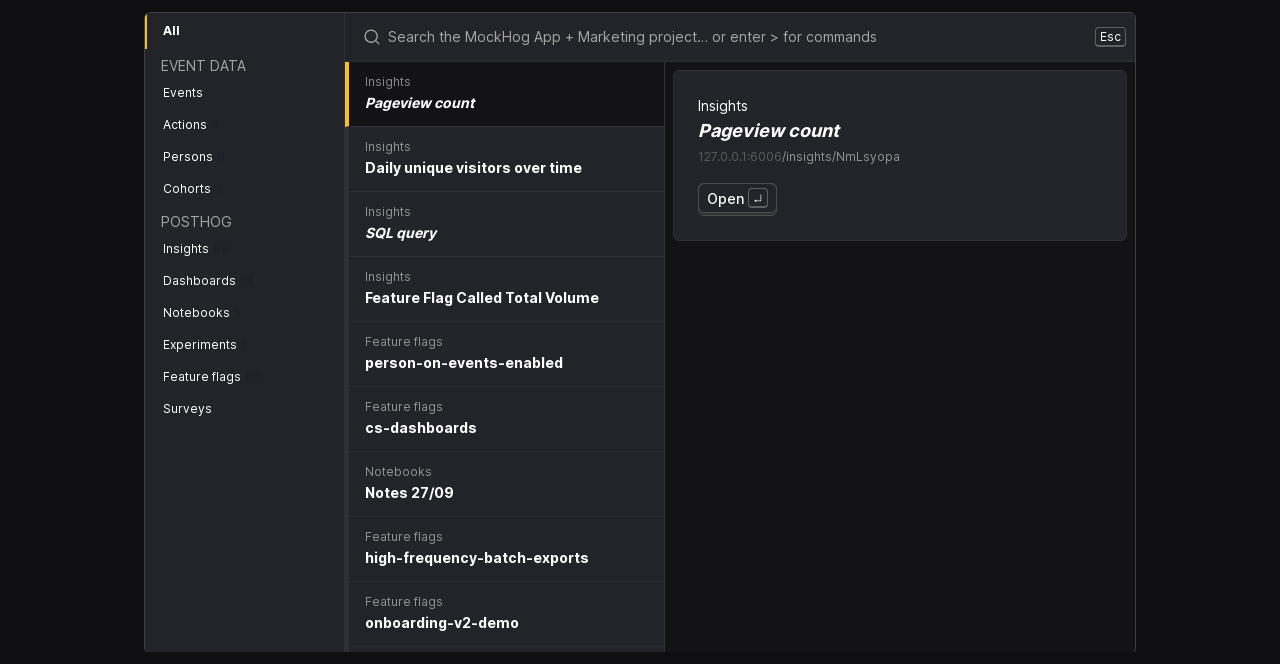 All
EVENT DATA
Events
Actions
Persons
Cohorts
POSTHOG
Insights
Dashboards
Notebooks
Experiments
Feature flags
Surveys
Search the MockHog App + Marketing project… or enter > for commands
Esc
Insights
Pageview count
Insights
Daily unique visitors over time
Insights
SQL query
Insights
Feature Flag Called Total Volume
Feature flags
person-on-events-enabled
Feature flags
cs-dashboards
Notebooks
Notes 27/09
Feature flags
high-frequency-batch-exports
Feature flags
onboarding-v2-demo
Insights
Pageview count
127.0.0.1:6006/insights/NmLsyopa
Open